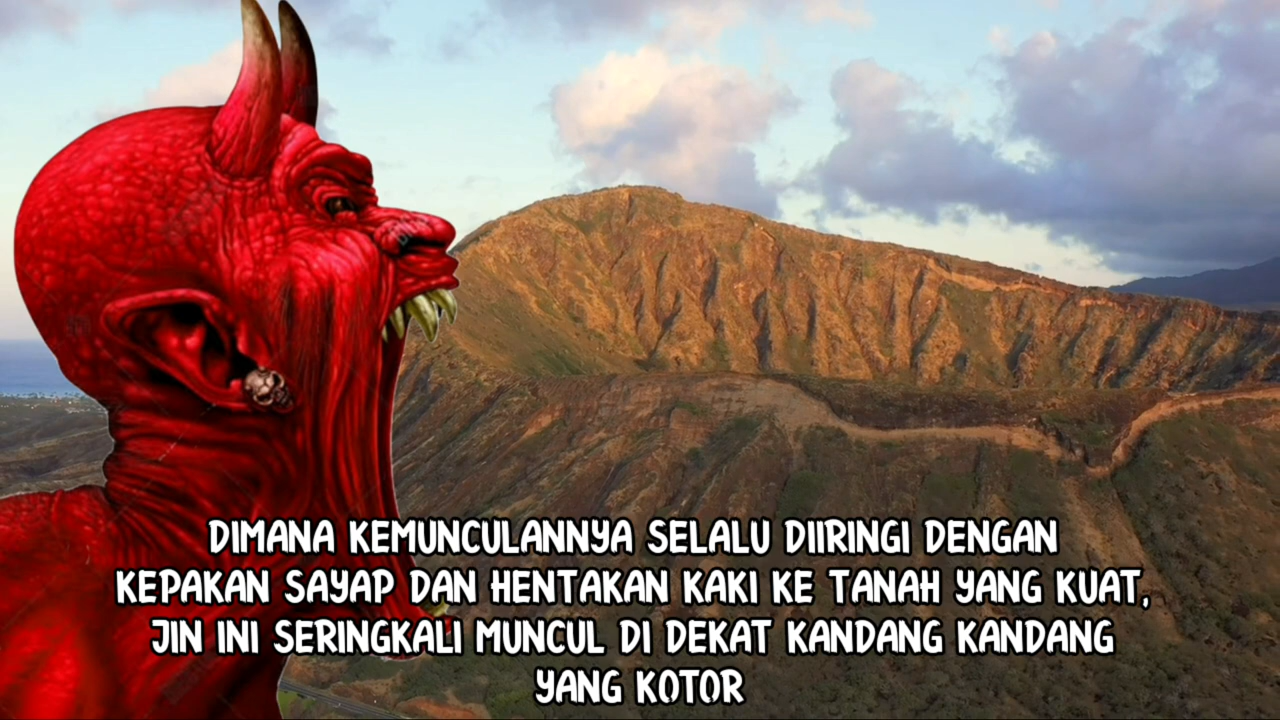 DIMANA KEMUNCULANNYA SELALU DIIRINGI DENGAN
KEPAKAN SAYAP DAN HENTAKAN KAKI KE TANAH YANG KUAT,
JIN INI SERINGKALI MUNCUL DI DEKAT KANDANG KANDANG
YANG KOTOR